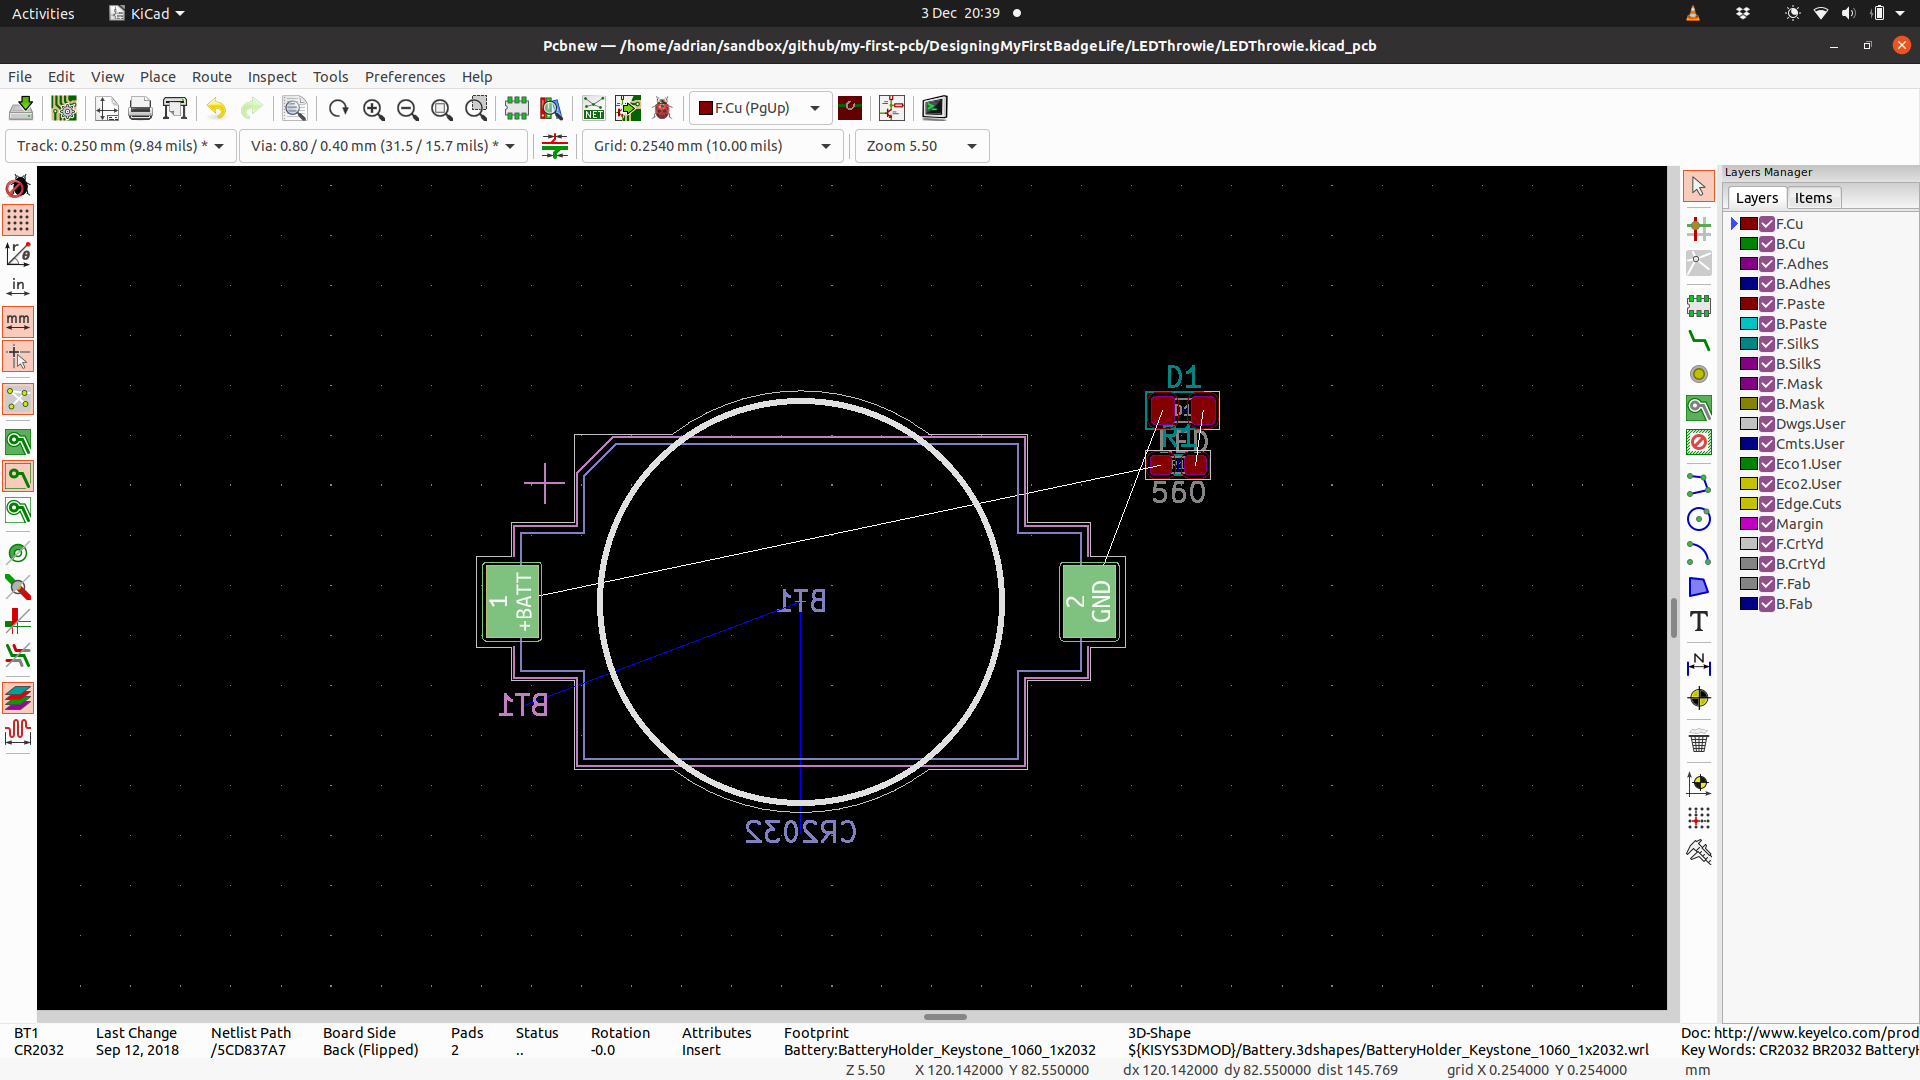 Activities
KiCad
3 Dec 20:39
Pcbnew — /home/adrian/sandbox/github/my-first-pcb/DesigningMyFirstBadgeLife/LEDThrowie/LEDThrowie.kicad_pcb
File Edit View Place Route Inspect Tools Preferences Help
NET
F.Cu (PgUp)
Track: 0.250 mm (9.84 mils) *
Via: 0.80 / 0.40 mm (31.5 / 15.7 mils) *
Grid: 0.2540 mm (10.00 mils)
Zoom 5.50
in
mm
Layers Manager
Layers Items
F.Cu
B.Cu
F.Adhes
B.Adhes
F.Paste
B.Paste
F.SilkS
B.SilkS
F.Mask
B.Mask
Dwgs.User
Cmts.User
Eco1.User
Eco2.User
Edge.Cuts
Margin
F.CrtYd
B.CrtYd
F.Fab
B.Fab
D1
D1
R1
R1
560
1
+BATT
2
GND
BT1
BT1
CR2032
BT1 Last Change Netlist Path Board Side Pads Status Rotation Attributes Footprint 3D-Shape Doc: http://www.keyelco.com/prod
CR2032 Sep 12, 2018 /5CD837A7 Back (Flipped) 2 .. -0.0 Insert Battery:BatteryHolder_Keystone_1060_1x2032 ${KISYS3DMOD}/Battery.3dshapes/BatteryHolder_Keystone_1060_1x2032.wrl Key Words: CR2032 BR2032 BatteryH
Z 5.50 X 120.142000 Y 82.550000 dx 120.142000 dy 82.550000 dist 145.769 grid X 0.254000 Y 0.254000 mm